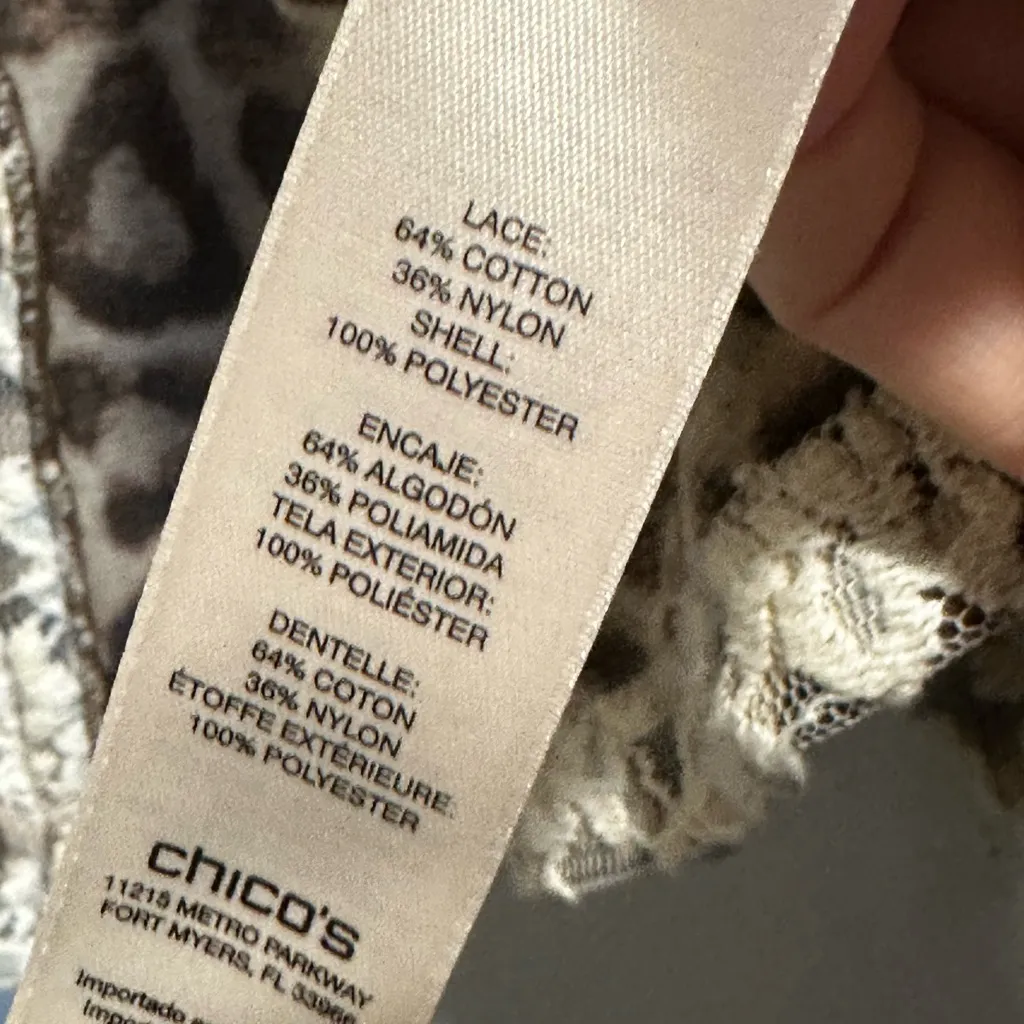 LACE:
64% COTTON
36% NYLON
SHELL:
100% POLYESTER
ENCAJE:
64% ALGODÓN
36% POLIAMIDA
TELA EXTERIOR:
100% POLIÉSTER
DENTELLE:
64% COTON
36% NYLON
ÉTOFFE EXTÉRIEURE:
100% POLYESTER
chico's
11215 METRO PARKWAY
FORT MYERS, FL 33966
Importado